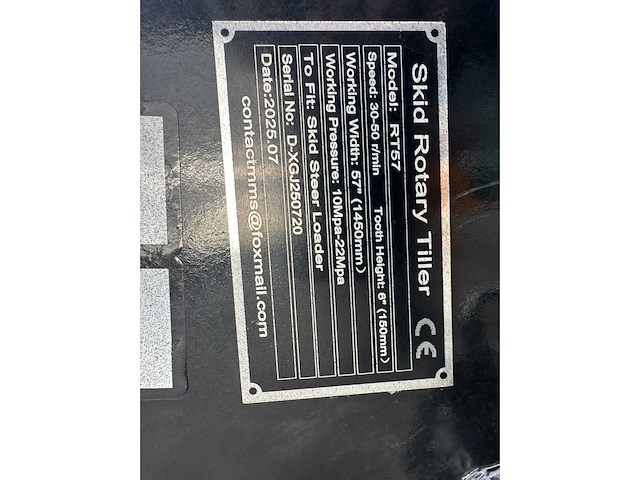 Skid Rotary Tiller CE
Model: RT57
Speed: 30-50 r/min Tooth Height: 6" (150mm)
Working Width: 57" (1450mm)
Working Pressure: 10Mpa-22Mpa
To Fit: Skid Steer Loader
Serial No: D-XGJ250720
Date:2025.07
contactmms@foxmail.com